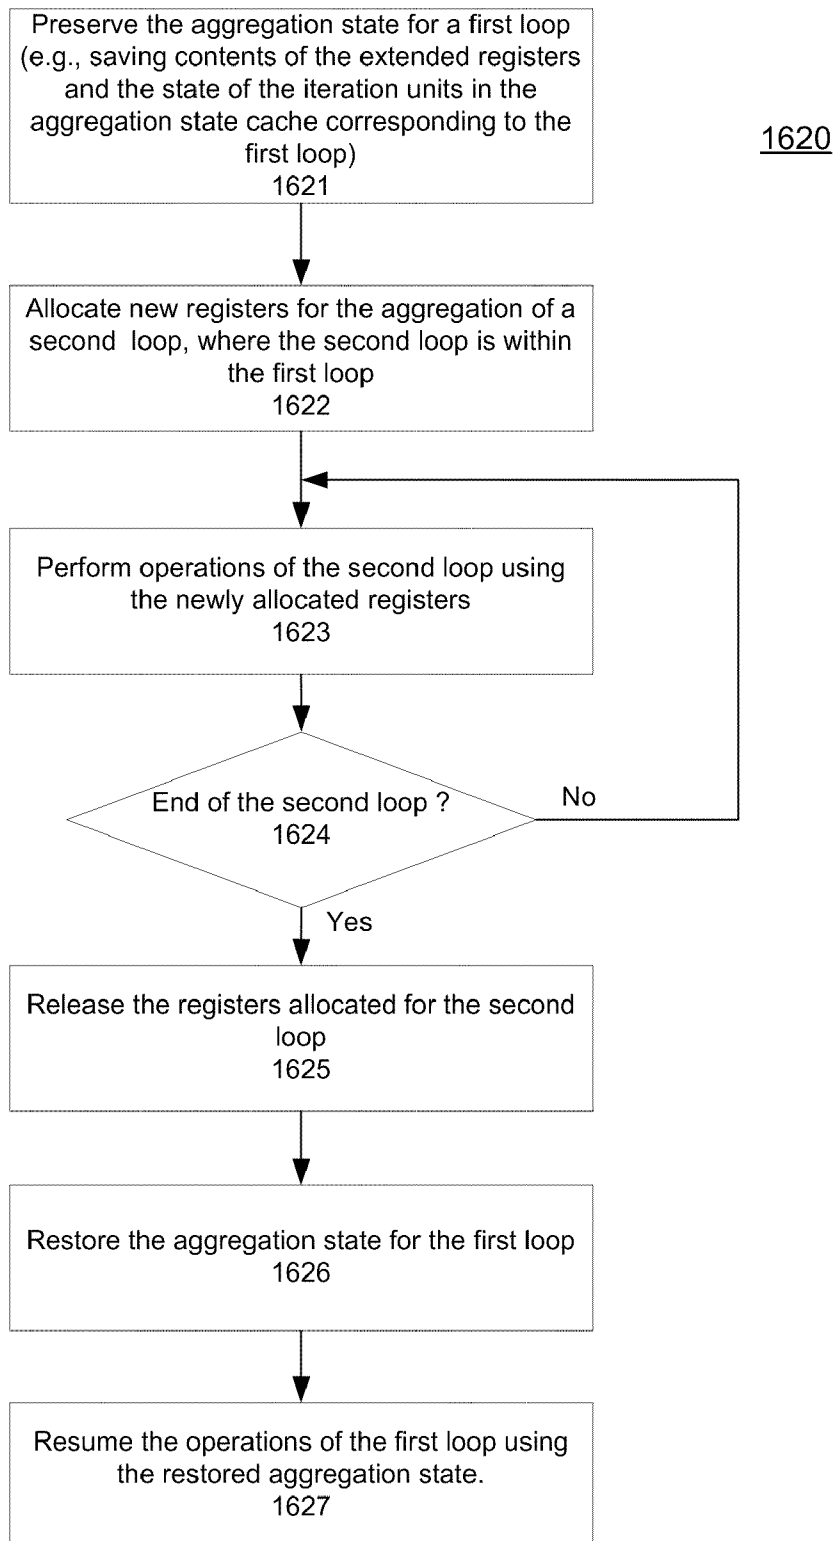 Preserve the aggregation state for a first loop
(e.g., saving contents of the extended registers
and the state of the iteration units in the
aggregation state cache corresponding to the
first loop)
1621
1620
Allocate new registers for the aggregation of a
second loop, where the second loop is within
the first loop
1622
Perform operations of the second loop using
the newly allocated registers
1623
End of the second loop ?
1624
No
Yes
Release the registers allocated for the second
loop
1625
Restore the aggregation state for the first loop
1626
Resume the operations of the first loop using
the restored aggregation state.
1627